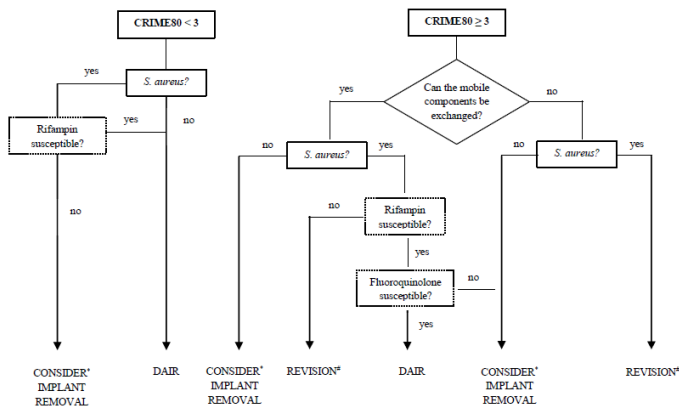 CRIME80 < 3
CRIME80 ≥ 3
yes
S. aureus?
yes
Can the mobile
components be
exchanged?
no
Rifampin
susceptible?
yes
no
no
S. aureus?
yes
no
S. aureus?
yes
no
no
Rifampin
susceptible?
yes
Fluoroquinolone
susceptible?
no
yes
CONSIDER*
IMPLANT
REMOVAL
DAIR
CONSIDER*
IMPLANT
REMOVAL
REVISION#
DAIR
CONSIDER*
IMPLANT
REMOVAL
REVISION#